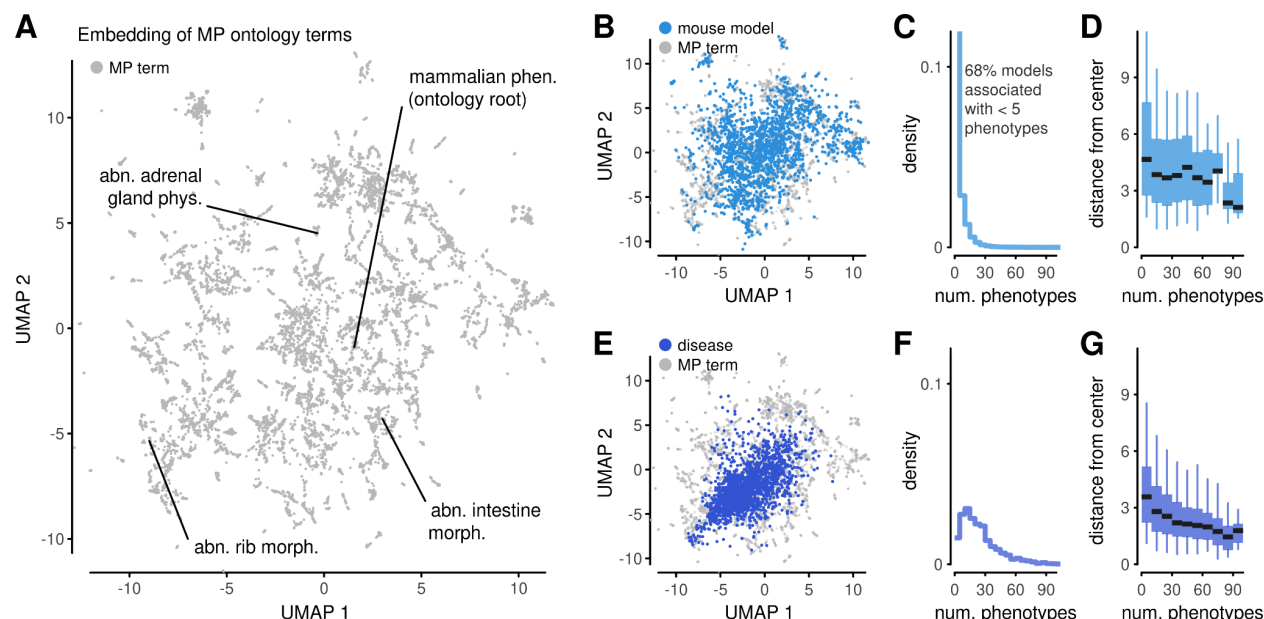 A
Embedding of MP ontology terms
MP term
mammalian phen.
(ontology root)
abn. adrenal
gland phys.
abn. intestine
morph.
abn. rib morph.
10
5
0
-5
-10
UMAP 2
-10
-5
0
5
10
UMAP 1
B
mouse model
MP term
10
5
0
-5
-10
UMAP 2
-10
-5
0
5
10
UMAP 1
C
0.1
0
density
68% models
associated
with < 5
phenotypes
0
30
60
90
num. phenotypes
D
9
6
3
0
distance from center
0
30
60
90
num. phenotypes
E
disease
MP term
10
5
0
-5
-10
UMAP 2
-10
-5
0
5
10
UMAP 1
F
0.1
0
density
0
30
60
90
num. phenotypes
G
9
6
3
0
distance from center
0
30
60
90
num. phenotypes